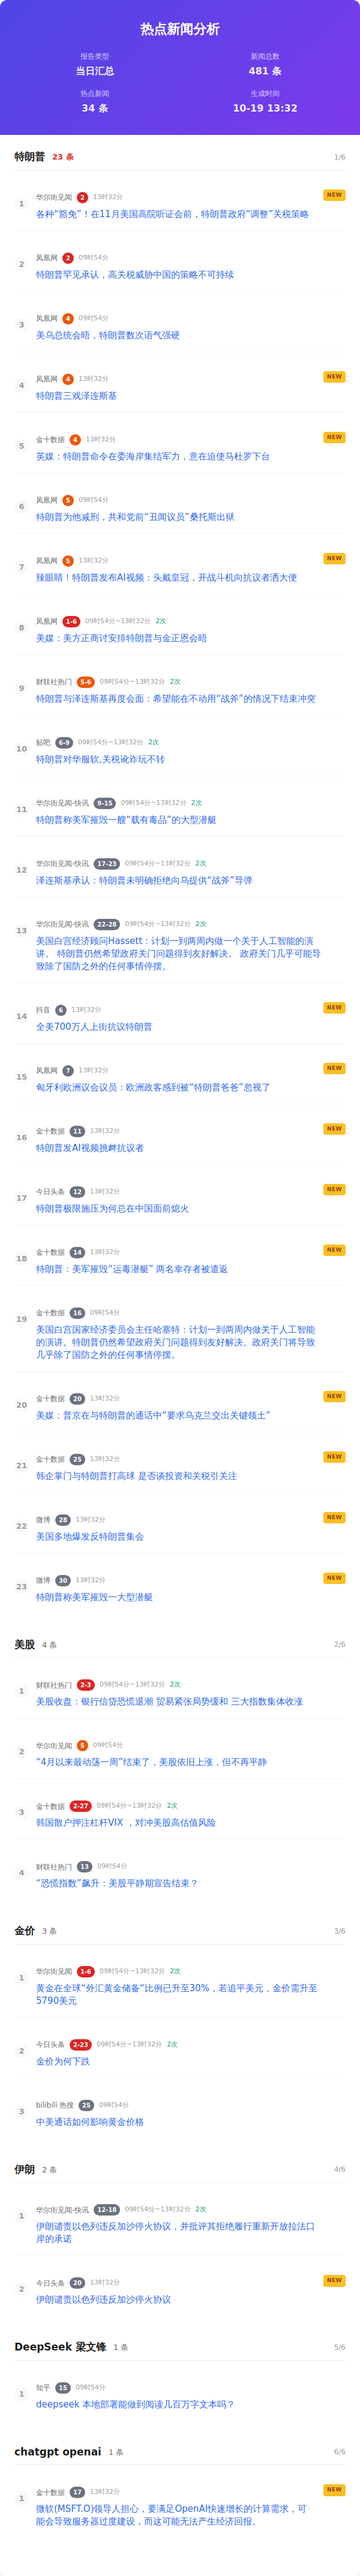 热点新闻分析
报告类型
当日汇总
新闻总数
481 条
热点新闻
34 条
生成时间
10-19 13:32
特朗普 23 条 1/6
1 华尔街见闻 2 13时32分 NEW
各种“豁免”！在11月美国高院听证会前，特朗普政府“调整”关税策略
2 凤凰网 2 09时54分
特朗普罕见承认，高关税威胁中国的策略不可持续
3 凤凰网 4 09时54分
美乌总统会晤，特朗普数次语气强硬
4 凤凰网 4 13时32分 NEW
特朗普三戏泽连斯基
5 金十数据 4 13时32分 NEW
英媒：特朗普命令在委海岸集结军力，意在迫使马杜罗下台
6 凤凰网 5 09时54分
特朗普为他减刑，共和党前“丑闻议员”桑托斯出狱
7 凤凰网 5 13时32分 NEW
辣眼睛！特朗普发布AI视频：头戴皇冠，开战斗机向抗议者洒大便
8 凤凰网 1-6 09时54分~13时32分 2次
美媒：美方正商讨安排特朗普与金正恩会晤
9 财联社热门 5-6 09时54分~13时32分 2次
特朗普与泽连斯基再度会面：希望能在不动用“战斧”的情况下结束冲突
10 贴吧 6-9 09时54分~13时32分 2次
特朗普对华服软,关税讹诈玩不转
11 华尔街见闻-快讯 9-15 09时54分~13时32分 2次
特朗普称美军摧毁一艘“载有毒品”的大型潜艇
12 华尔街见闻-快讯 17-23 09时54分~13时32分 2次
泽连斯基承认：特朗普未明确拒绝向乌提供“战斧”导弹
13 华尔街见闻-快讯 22-28 09时54分~13时32分 2次
美国白宫经济顾问Hassett：计划一到两周内做一个关于人工智能的演
讲。 特朗普仍然希望政府关门问题得到友好解决。 政府关门几乎可能导
致除了国防之外的任何事情停摆。
14 抖音 6 13时32分 NEW
全美700万人上街抗议特朗普
15 凤凰网 7 13时32分 NEW
匈牙利欧洲议会议员：欧洲政客感到被“特朗普爸爸”忽视了
16 金十数据 11 13时32分 NEW
特朗普发AI视频挑衅抗议者
17 今日头条 12 13时32分 NEW
特朗普极限施压为何总在中国面前熄火
18 金十数据 14 13时32分 NEW
特朗普：美军摧毁“运毒潜艇” 两名幸存者被遣返
19 金十数据 16 09时54分
美国白宫国家经济委员会主任哈塞特：计划一到两周内做关于人工智能
的演讲。特朗普仍然希望政府关门问题得到友好解决。政府关门将导致
几乎除了国防之外的任何事情停摆。
20 金十数据 20 13时32分 NEW
美媒：普京在与特朗普的通话中“要求乌克兰交出关键领土”
21 金十数据 25 13时32分 NEW
韩企掌门与特朗普打高球 是否谈投资和关税引关注
22 微博 28 13时32分 NEW
美国多地爆发反特朗普集会
23 微博 30 13时32分 NEW
特朗普称美军摧毁一大型潜艇
美股 4 条 2/6
1 财联社热门 2-3 09时54分~13时32分 2次
美股收盘：银行信贷恐慌退潮 贸易紧张局势缓和 三大指数集体收涨
2 华尔街见闻 5 09时54分
“4月以来最动荡一周”结束了，美股依旧上涨，但不再平静
3 金十数据 2-27 09时54分~13时32分 2次
韩国散户押注杠杆VIX ，对冲美股高估值风险
4 财联社热门 13 09时54分
“恐慌指数”飙升：美股平静期宣告结束？
金价 3 条 3/6
1 华尔街见闻 1-6 09时54分~13时32分 2次
黄金在全球“外汇黄金储备”比例已升至30%，若追平美元，金价需升至
5790美元
2 今日头条 2-23 09时54分~13时32分 2次
金价为何下跌
3 bilibili 热搜 25 09时54分
中美通话如何影响黄金价格
伊朗 2 条 4/6
1 华尔街见闻-快讯 12-18 09时54分~13时32分 2次
伊朗谴责以色列违反加沙停火协议，并批评其拒绝履行重新开放拉法口
岸的承诺
2 今日头条 20 13时32分 NEW
伊朗谴责以色列违反加沙停火协议
DeepSeek 梁文锋 1 条 5/6
1 知乎 15 09时54分
deepseek 本地部署能做到阅读几百万字文本吗？
chatgpt openai 1 条 6/6
1 金十数据 17 13时32分 NEW
微软(MSFT.O)领导人担心，要满足OpenAI快速增长的计算需求，可
能会导致服务器过度建设，而这可能无法产生经济回报。